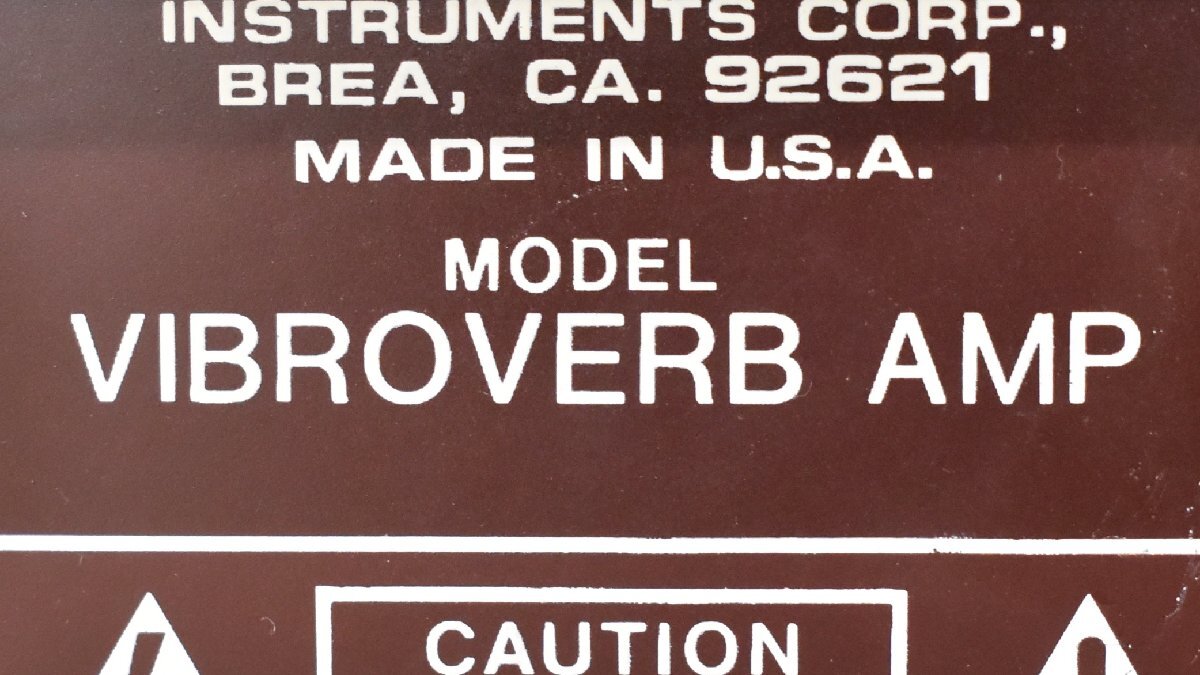 INSTRUMENTS CORP.,
BREA, CA. 92621
MADE IN U.S.A.
MODEL
VIBROVERB AMP
CAUTION